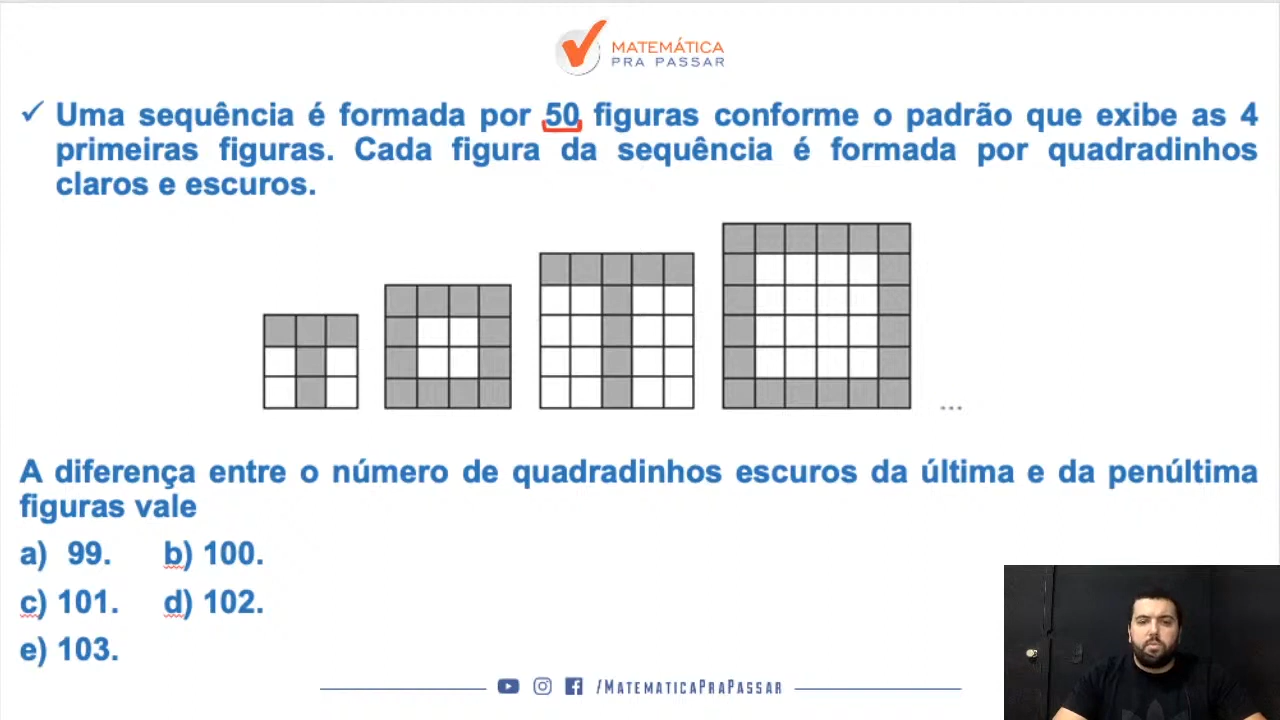 MATEMÁTICA
PRA PASSAR
✓ Uma sequência é formada por 50 figuras conforme o padrão que exibe as 4
primeiras figuras. Cada figura da sequência é formada por quadradinhos
claros e escuros.
...
A diferença entre o número de quadradinhos escuros da última e da penúltima
figuras vale
a) 99. b) 100.
c) 101. d) 102.
e) 103.
/MATEMATICAPRAPASSAR